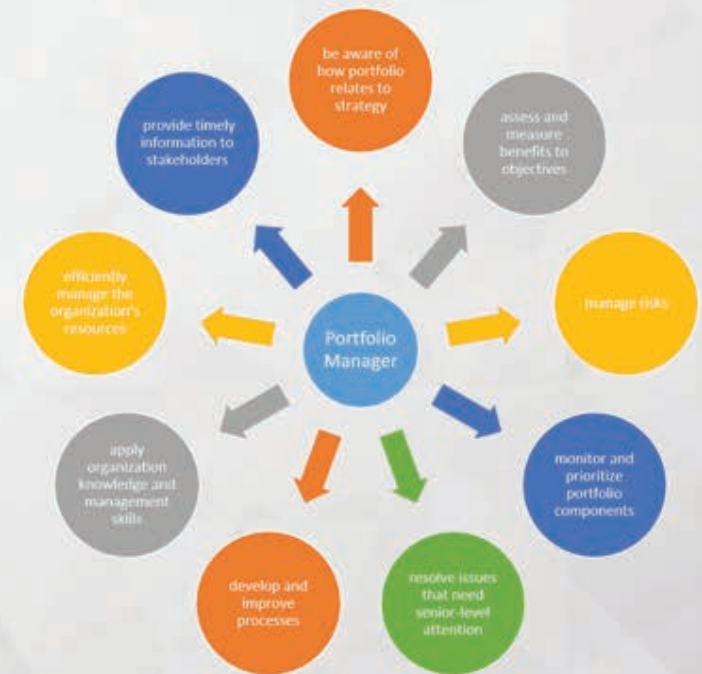 be aware of
how portfolio
relates to
strategy
assess and
measure
benefits to
objectives
manage risks
monitor and
prioritize
portfolio
components
resolve issues
that need
senior-level
attention
develop and
improve
processes
apply
organization
knowledge and
management
skills
efficiently
manage the
organization's
resources
provide timely
information to
stakeholders
Portfolio
Manager